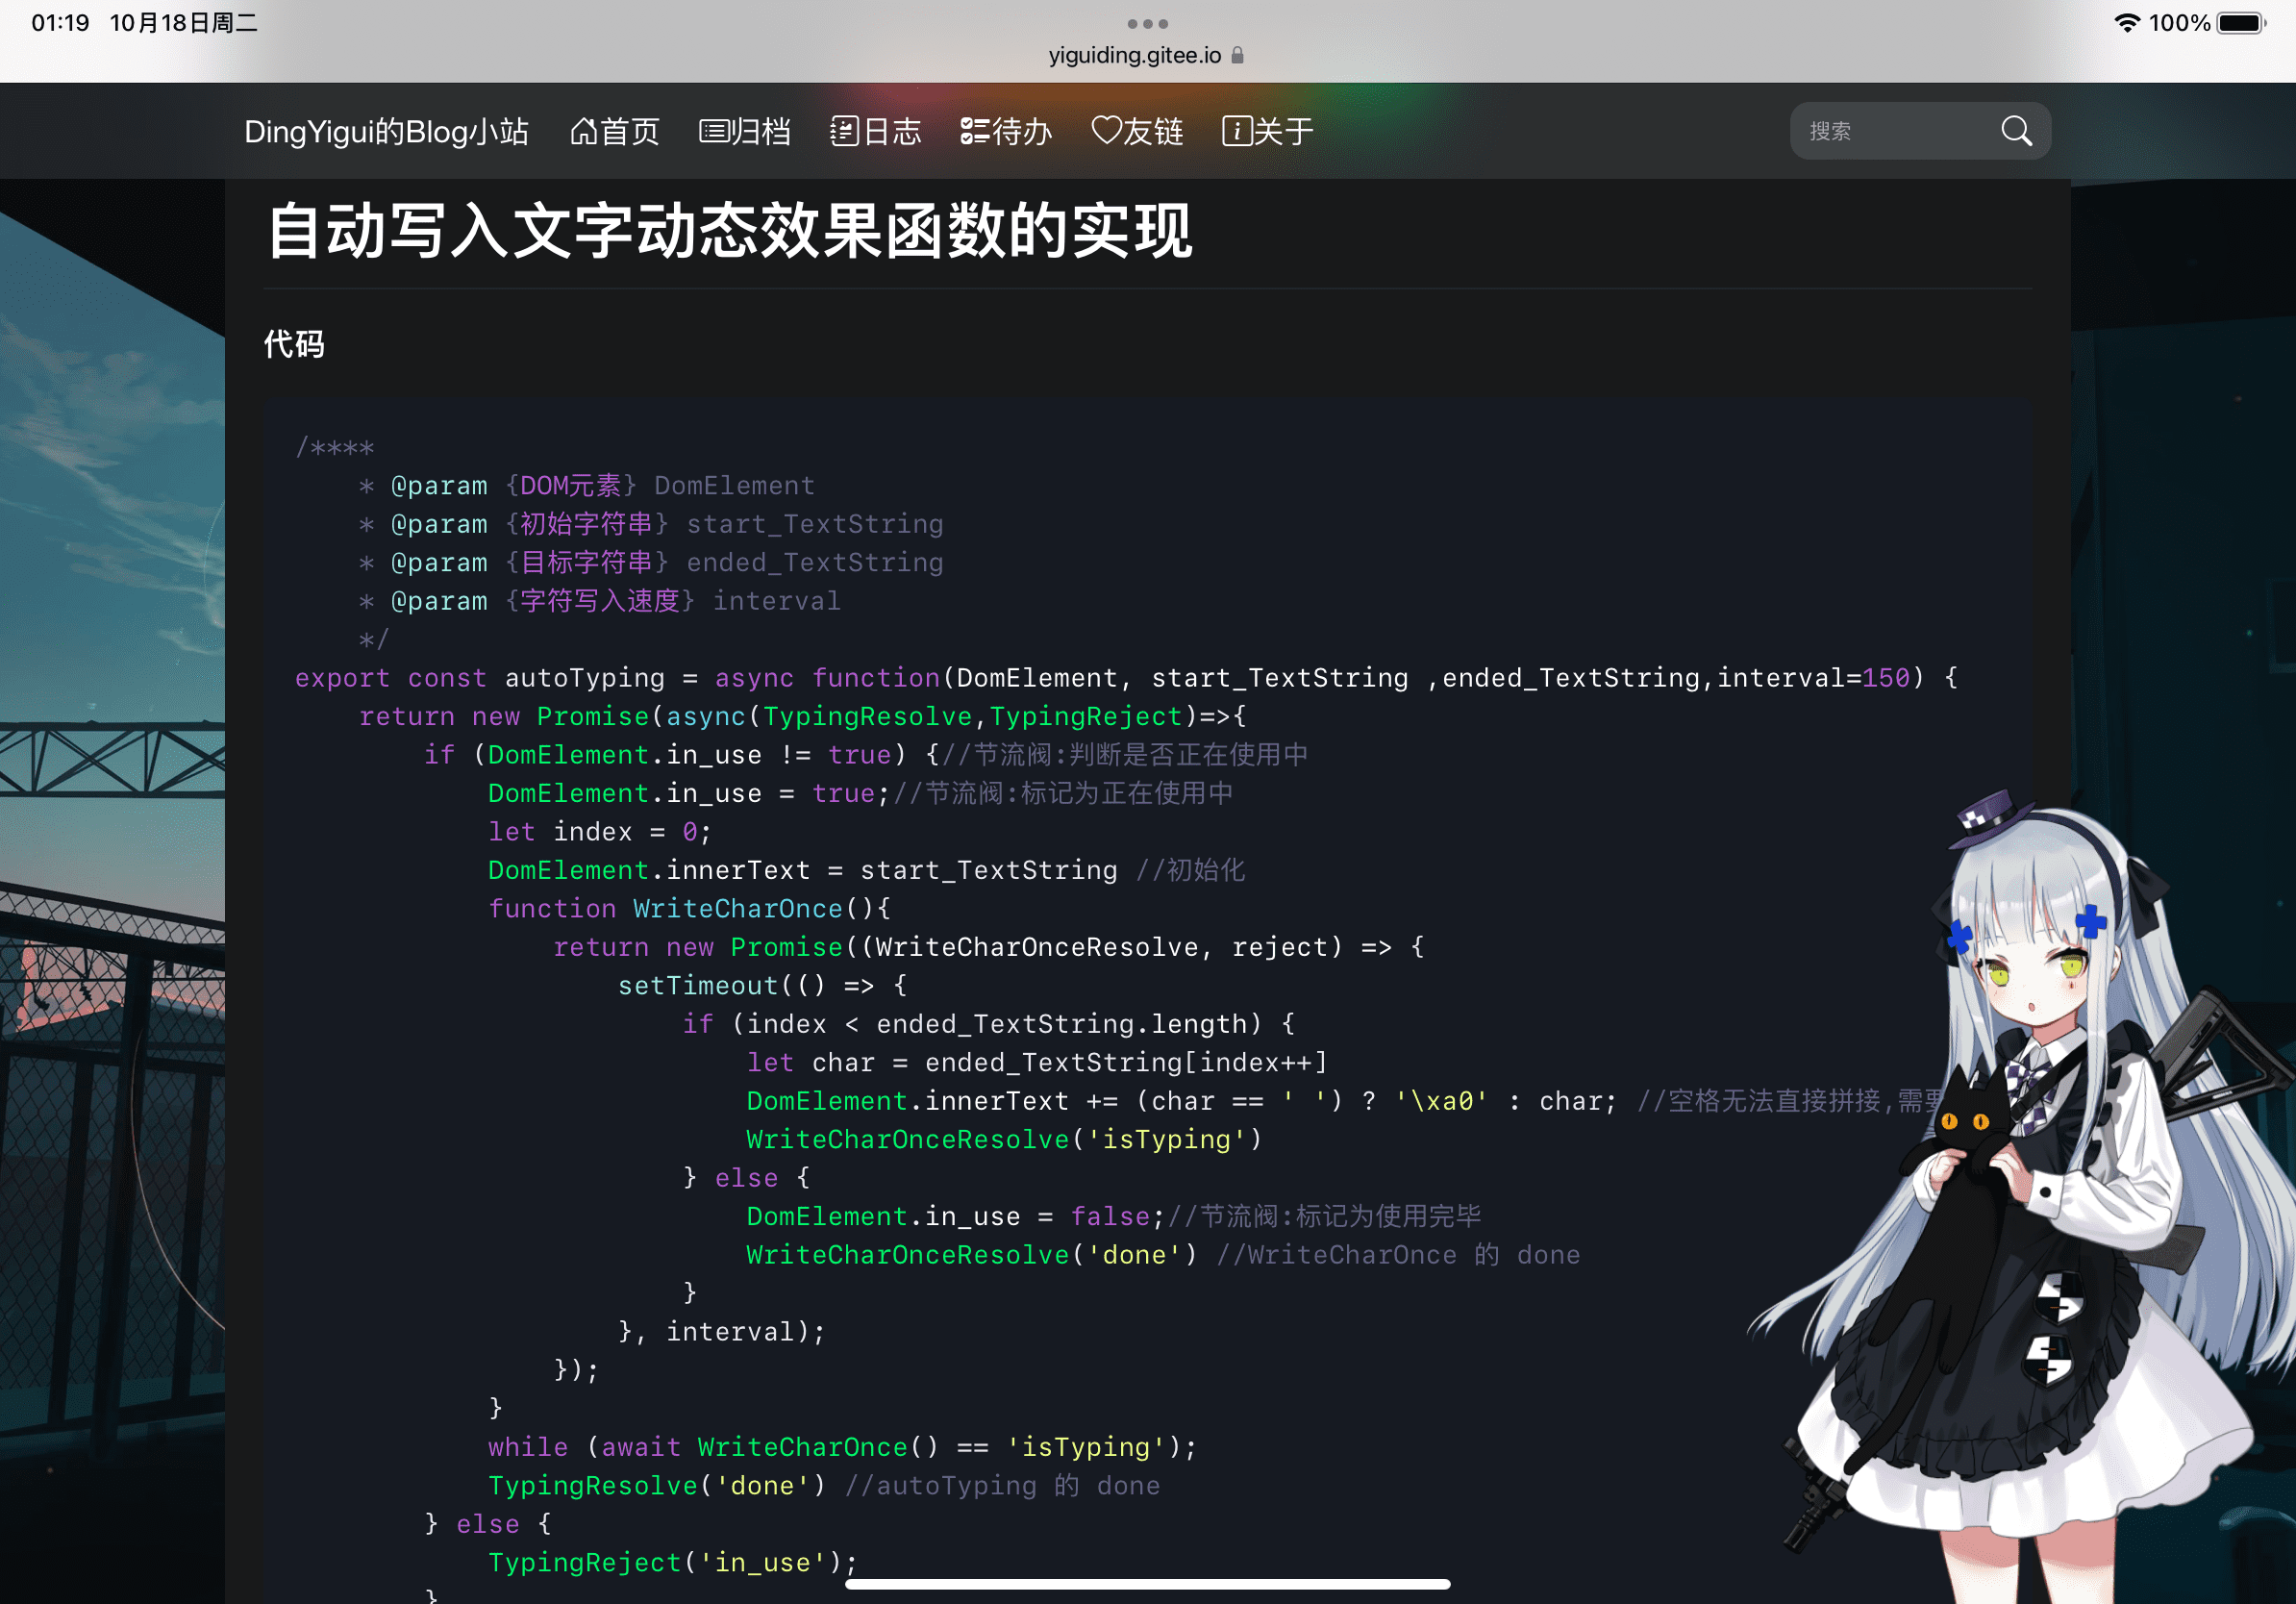 01:19 10月18日周二
100%
yiguiding.gitee.io
DingYigui的Blog小站 首页 归档 日志 待办 友链 关于 搜索
自动写入文字动态效果函数的实现
代码
/****
    * @param {DOM元素} DomElement
    * @param {初始字符串} start_TextString
    * @param {目标字符串} ended_TextString
    * @param {字符写入速度} interval
    */
export const autoTyping = async function(DomElement, start_TextString ,ended_TextString,interval=150) {
    return new Promise(async(TypingResolve,TypingReject)=>{
        if (DomElement.in_use != true) {//节流阀:判断是否正在使用中
            DomElement.in_use = true;//节流阀:标记为正在使用中
            let index = 0;
            DomElement.innerText = start_TextString //初始化
            function WriteCharOnce(){
                return new Promise((WriteCharOnceResolve, reject) => {
                    setTimeout(() => {
                        if (index < ended_TextString.length) {
                            let char = ended_TextString[index++]
                            DomElement.innerText += (char == ' ') ? '\xa0' : char; //空格无法直接拼接,需要
                            WriteCharOnceResolve('isTyping')
                        } else {
                            DomElement.in_use = false;//节流阀:标记为使用完毕
                            WriteCharOnceResolve('done') //WriteCharOnce 的 done
                        }
                    }, interval);
                });
            }
            while (await WriteCharOnce() == 'isTyping');
            TypingResolve('done') //autoTyping 的 done
        } else {
            TypingReject('in_use');
        }